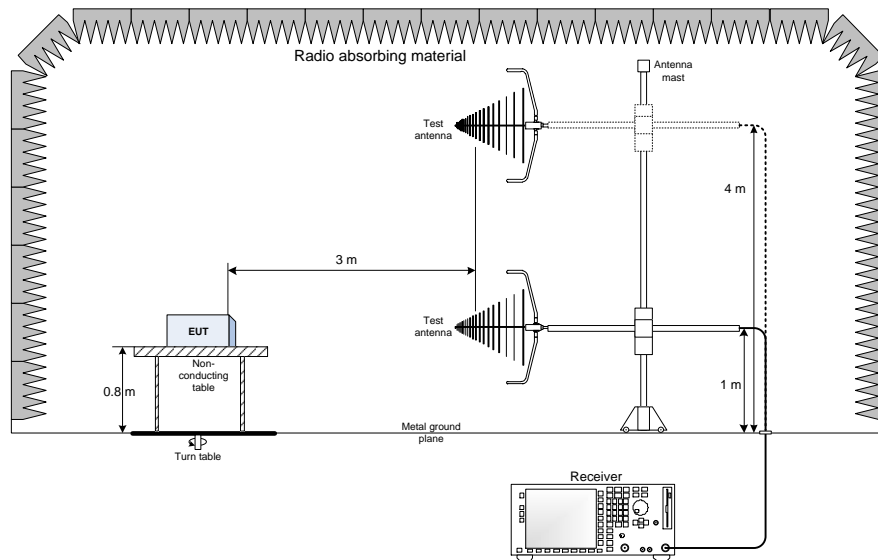 Radio absorbing material
Antenna
mast
Test
antenna
4 m
3 m
EUT
Test
antenna
Non-
conducting
table
0.8 m
1 m
Metal ground
plane
Turn table
Receiver